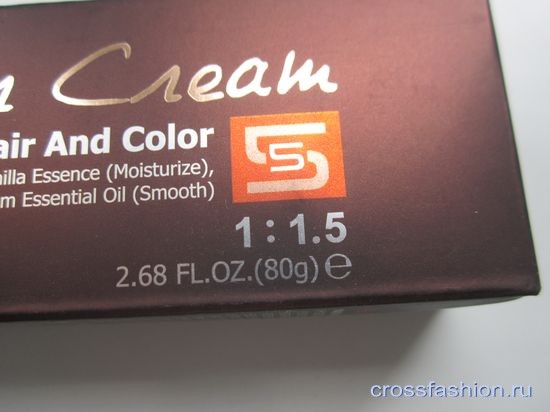 n Cream
air And Color
nilla Essence (Moisturize),
m Essential Oil (Smooth)
S S
1 : 1.5
2.68 FL.OZ.(80g) ℮
crossfashion.ru